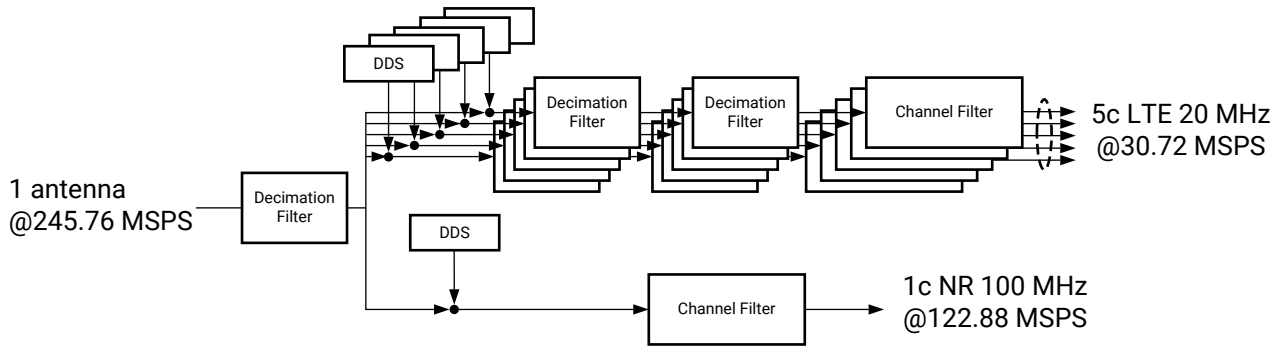 DDS
Decimation
Filter
Decimation
Filter
Channel Filter
5c LTE 20 MHz
@30.72 MSPS
1 antenna
@245.76 MSPS
Decimation
Filter
DDS
Channel Filter
1c NR 100 MHz
@122.88 MSPS